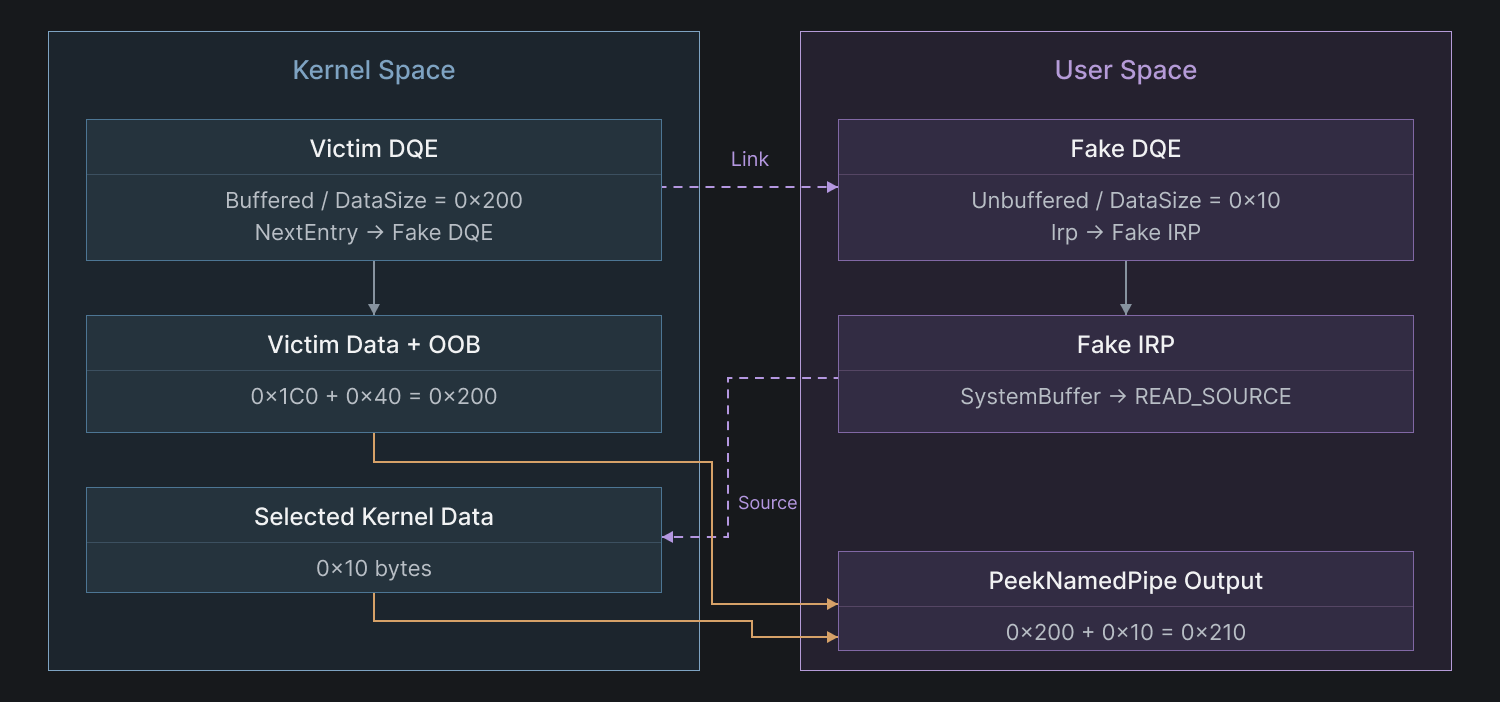 Kernel Space
Victim DQE
Buffered / DataSize = 0×200
NextEntry → Fake DQE
Victim Data + OOB
0×1C0 + 0×40 = 0×200
Selected Kernel Data
0×10 bytes
Link
Source
User Space
Fake DQE
Unbuffered / DataSize = 0×10
Irp → Fake IRP
Fake IRP
SystemBuffer → READ_SOURCE
PeekNamedPipe Output
0×200 + 0×10 = 0×210